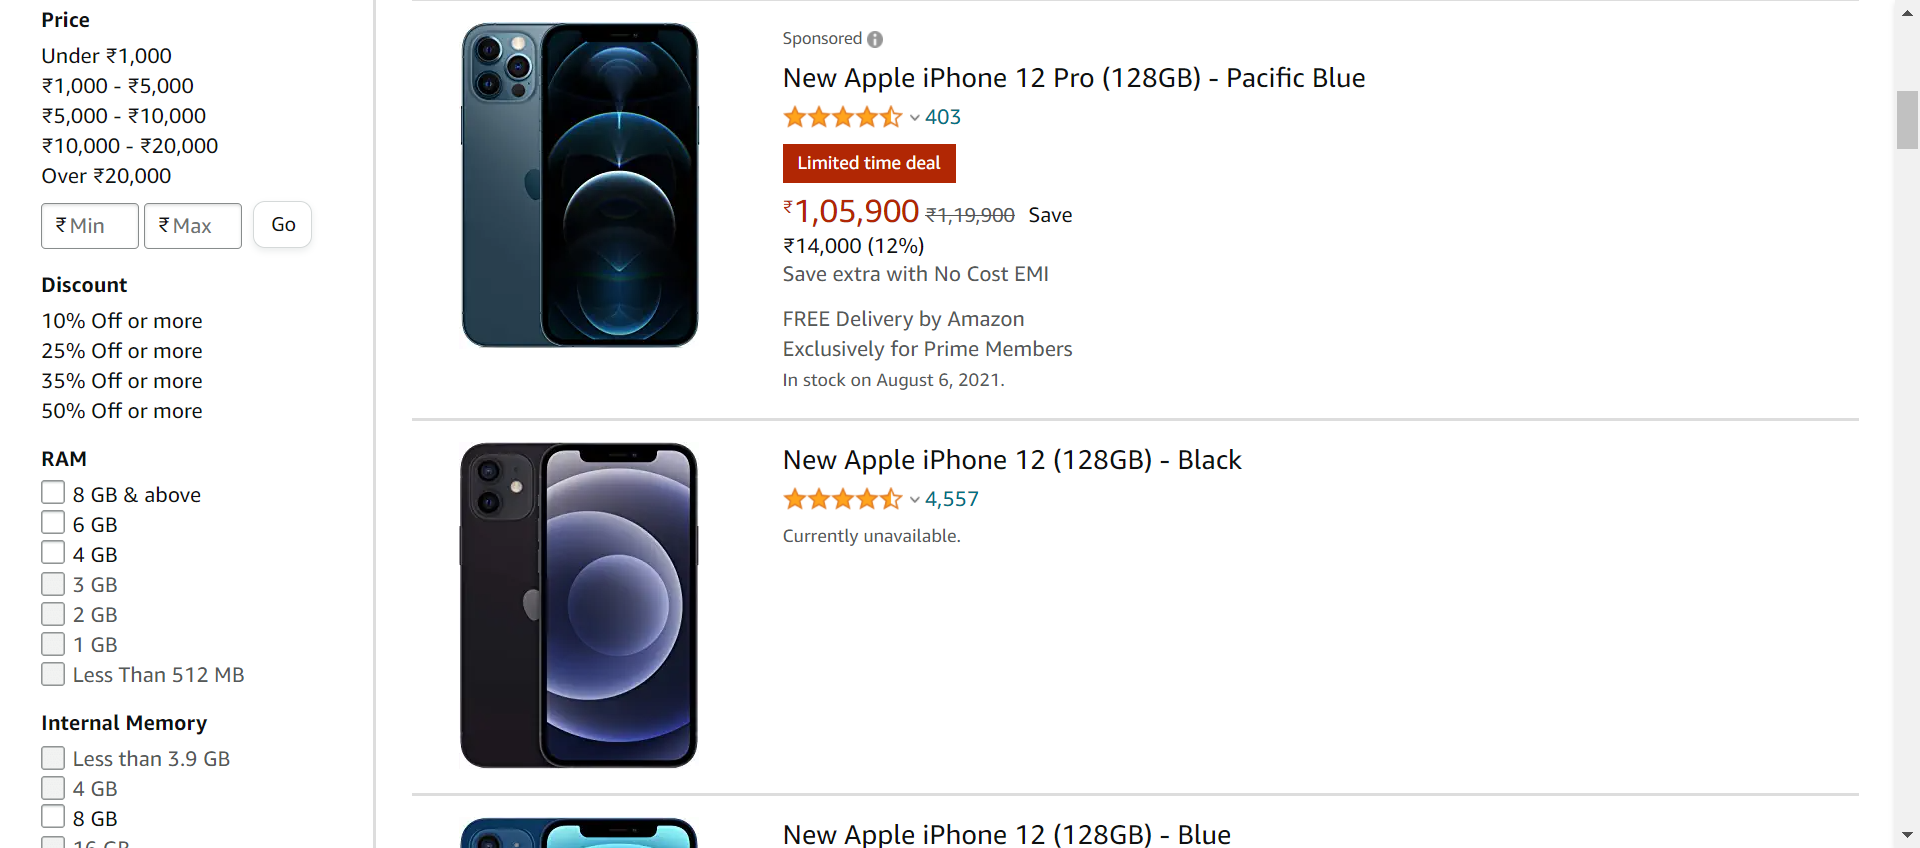 Price
Under ₹1,000
₹1,000 - ₹5,000
₹5,000 - ₹10,000
₹10,000 - ₹20,000
Over ₹20,000
₹ Min ₹ Max Go
Discount
10% Off or more
25% Off or more
35% Off or more
50% Off or more
RAM
8 GB & above
6 GB
4 GB
3 GB
2 GB
1 GB
Less Than 512 MB
Internal Memory
Less than 3.9 GB
4 GB
8 GB
16 GB
Sponsored
New Apple iPhone 12 Pro (128GB) - Pacific Blue
403
Limited time deal
₹1,05,900 ₹1,19,900 Save
₹14,000 (12%)
Save extra with No Cost EMI
FREE Delivery by Amazon
Exclusively for Prime Members
In stock on August 6, 2021.
New Apple iPhone 12 (128GB) - Black
4,557
Currently unavailable.
New Apple iPhone 12 (128GB) - Blue